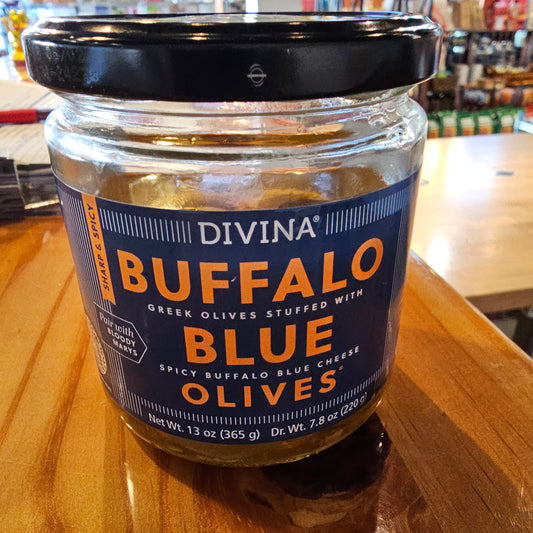 DIVINA®
BUFFALO
GREEK OLIVES STUFFED WITH
BLUE
SPICY BUFFALO BLUE CHEESE
OLIVES®
Net Wt. 13 oz (365 g) Dr. Wt. 7.8 oz (220 g)
SHARP & SPICY
Pair with
BLOODY
MARYS